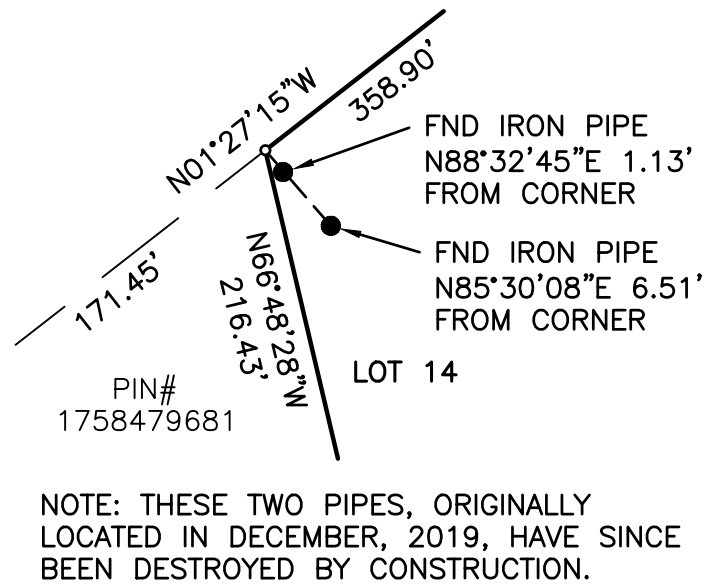 358.90'
N01°27'15"W
FND IRON PIPE
N88°32'45"E 1.13'
FROM CORNER
FND IRON PIPE
N85°30'08"E 6.51'
FROM CORNER
171.45'
N66°48'28"W
216.43'
LOT 14
PIN#
1758479681
NOTE: THESE TWO PIPES, ORIGINALLY
LOCATED IN DECEMBER, 2019, HAVE SINCE
BEEN DESTROYED BY CONSTRUCTION.